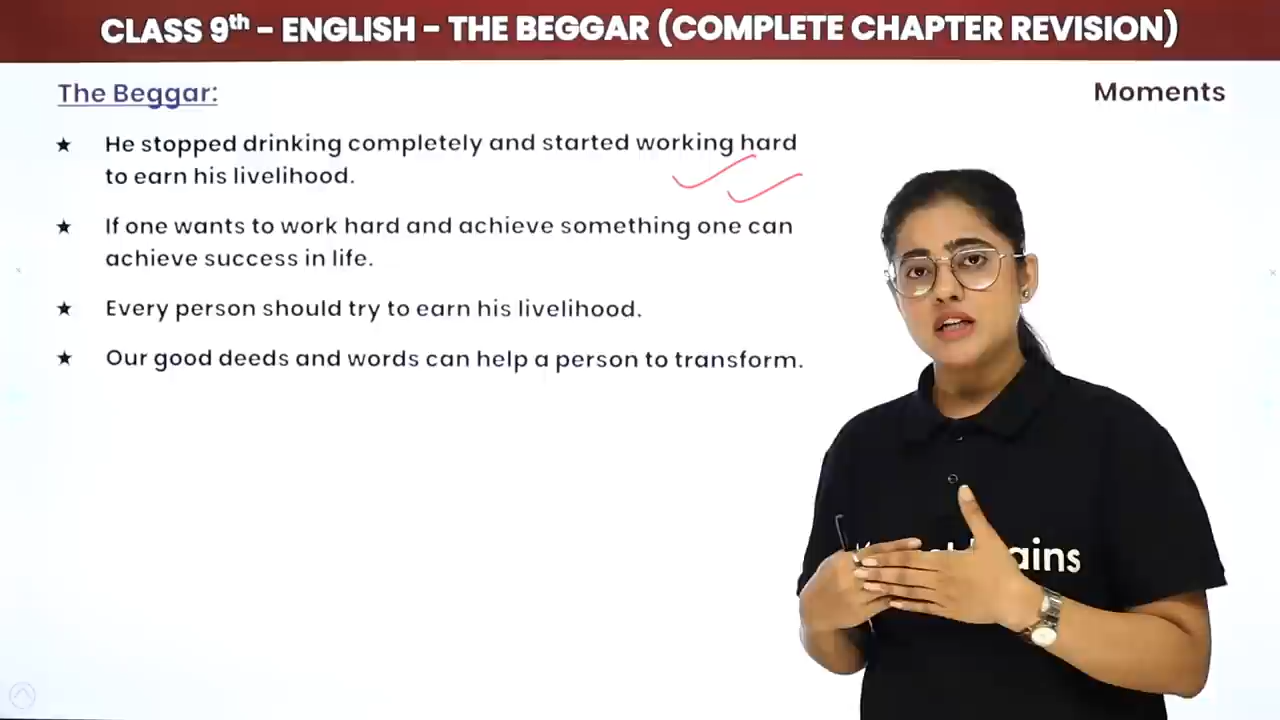 CLASS 9th – ENGLISH – THE BEGGAR (COMPLETE CHAPTER REVISION)
The Beggar:
Moments
★ He stopped drinking completely and started working hard
to earn his livelihood.
★ If one wants to work hard and achieve something one can
achieve success in life.
★ Every person should try to earn his livelihood.
★ Our good deeds and words can help a person to transform.